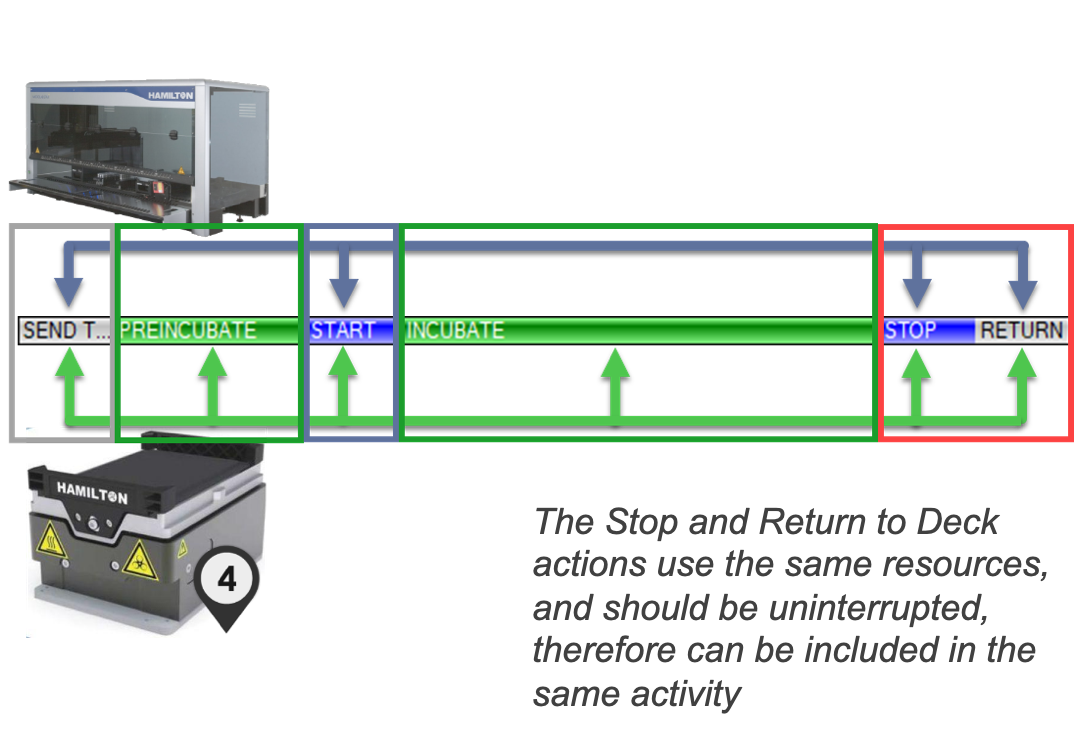 HAMILTON
SEND T...
PREINCUBATE
START
INCUBATE
STOP
RETURN
HAMILTON
4
The Stop and Return to Deck
actions use the same resources,
and should be uninterrupted,
therefore can be included in the
same activity